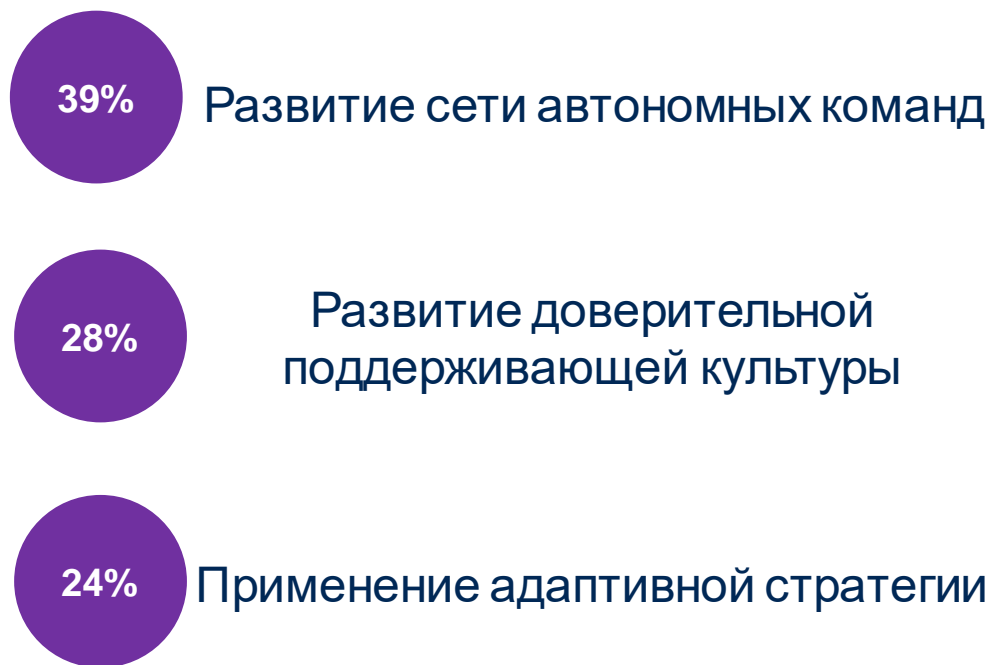 39%
Развитие сети автономных команд
28%
Развитие доверительной
поддерживающей культуры
24%
Применение адаптивной стратегии